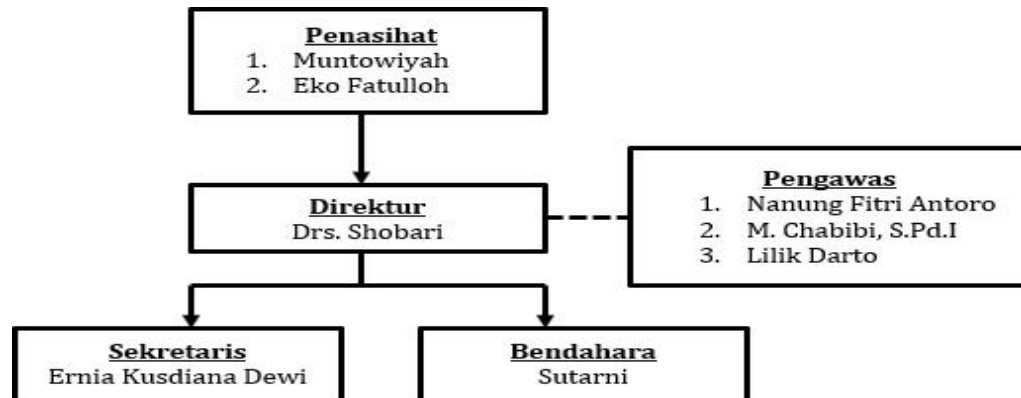 Penasihat
1. Muntowiyah
2. Eko Fatulloh
Direktur
Drs. Shobari
Pengawas
1. Nanung Fitri Antoro
2. M. Chabibi, S.Pd.I
3. Lilik Darto
Sekretaris
Ernia Kusdiana Dewi
Bendahara
Sutarni